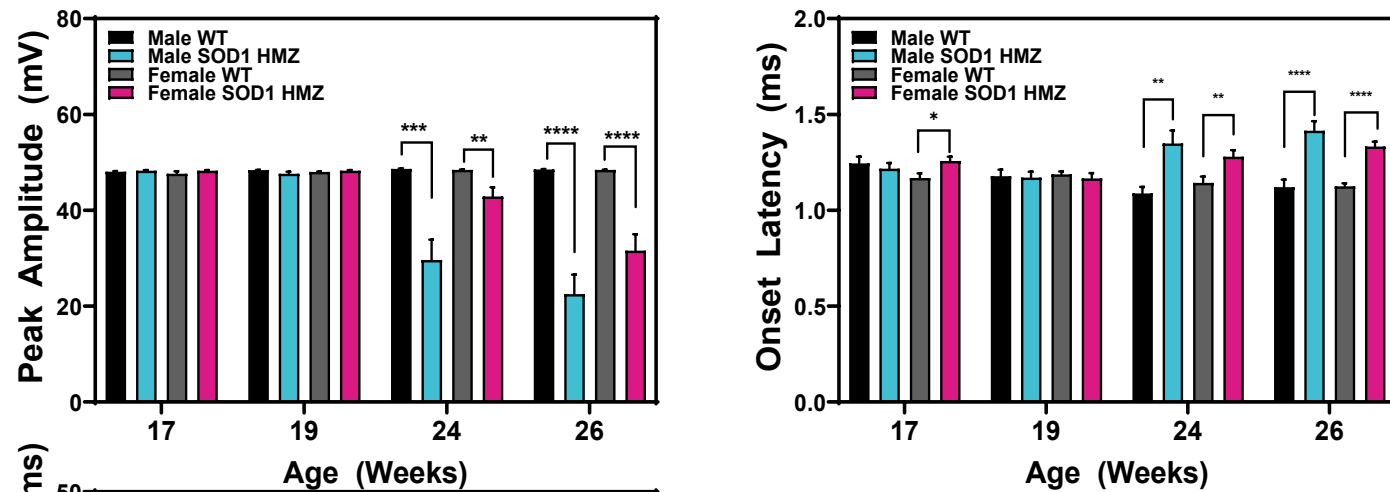 80
60
40
20
0
Peak Amplitude (mV)
Male WT
Male SOD1 HMZ
Female WT
Female SOD1 HMZ
***
**
****
****
17 19 24 26
Age (Weeks)
2.0
1.5
1.0
0.5
0.0
Onset Latency (ms)
Male WT
Male SOD1 HMZ
Female WT
Female SOD1 HMZ
*
**
**
****
****
17 19 24 26
Age (Weeks)
ms)